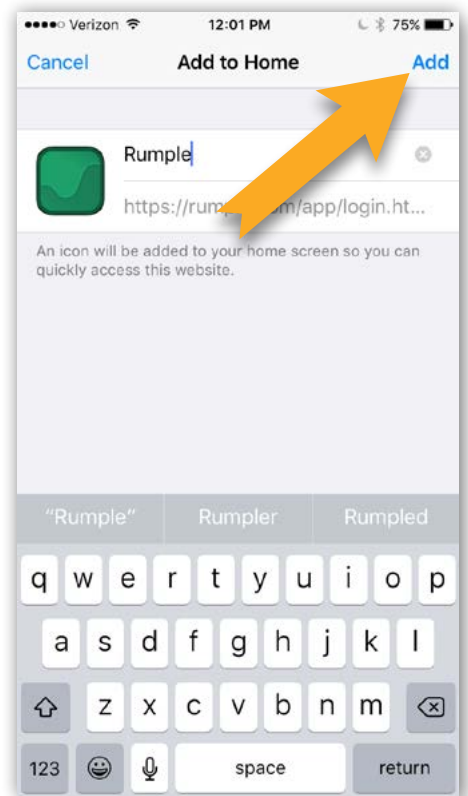 Verizon 12:01 PM 75%
Cancel Add to Home Add
Rumple
https://rump om/app/login.ht...
An icon will be added to your home screen so you can
quickly access this website.
“Rumple” Rumpler Rumpled
q w e r t y u i o p
a s d f g h j k l
z x c v b n m
123 space return